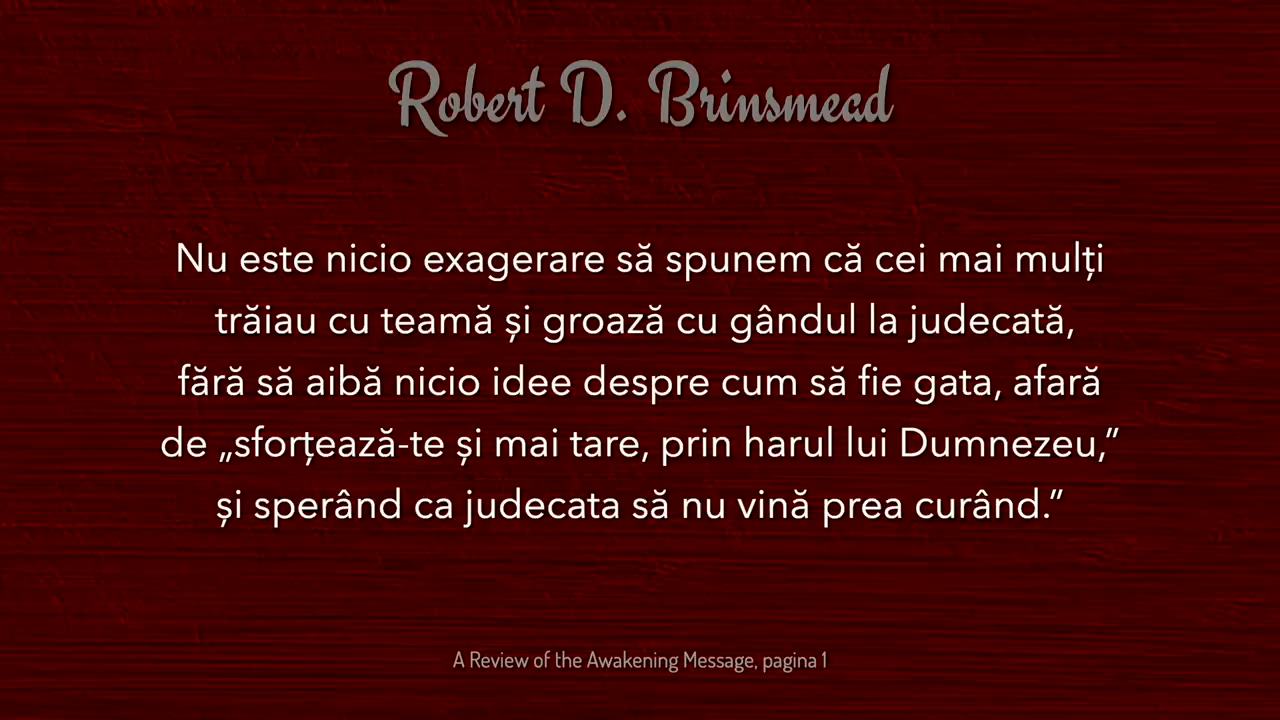 Robert D. Brinsmead
Nu este nicio exagerare să spunem că cei mai mulți
trăiau cu teamă și groază cu gândul la judecată,
fără să aibă nicio idee despre cum să fie gata, afară
de „sforțează-te și mai tare, prin harul lui Dumnezeu,”
și sperând ca judecata să nu vină prea curând.”
A Review of the Awakening Message, pagina 1